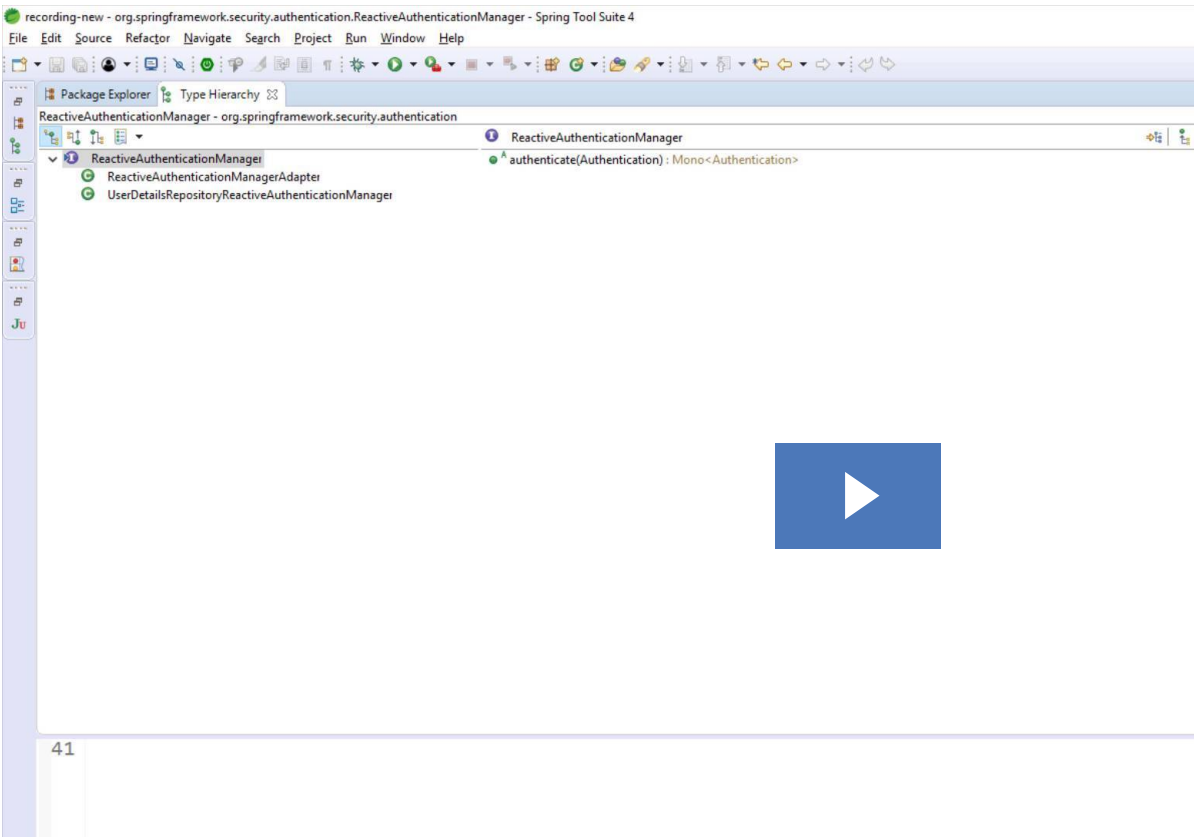 recording-new - org.springframework.security.authentication.ReactiveAuthenticationManager - Spring Tool Suite 4
File Edit Source Refactor Navigate Search Project Run Window Help
Package Explorer Type Hierarchy
ReactiveAuthenticationManager - org.springframework.security.authentication
ReactiveAuthenticationManager
ReactiveAuthenticationManager
ReactiveAuthenticationManagerAdapter
UserDetailsRepositoryReactiveAuthenticationManager
authenticate(Authentication) : Mono<Authentication>
Ju
41